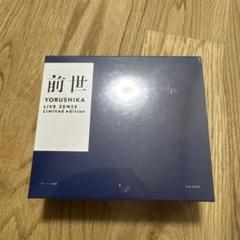 前世
YORUSHIKA
LIVE ZENSE
Limited edition